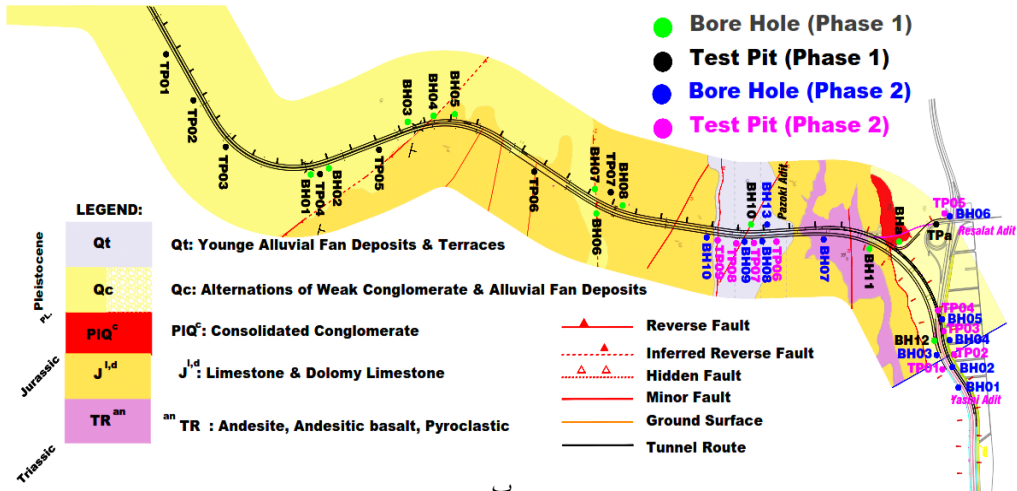 Bore Hole (Phase 1)
Test Pit (Phase 1)
Bore Hole (Phase 2)
Test Pit (Phase 2)
TP01
TP02
TP03
BH01
TP04
BH02
TP05
BH03
BH04
BH05
TP06
BH07
TP07
BH08
BH06
BH10
BH13
Pazoki Adit
BH10
TP09
TP08
BH09
TP07
BH08
TP06
BH07
BH11
BHa
TPa
TP05
BH06
Resalat Adit
TP04
BH05
TP03
BH12
BH04
BH03
TP02
TP01
BH02
BH01
Yasini Adit
LEGEND:
Pleistocene
PL.
Jurassic
Triassic
Qt
Qt: Younge Alluvial Fan Deposits & Terraces
Qc
Qc: Alternations of Weak Conglomerate & Alluvial Fan Deposits
PlQc
PlQc: Consolidated Conglomerate
Jl,d
Jl,d: Limestone & Dolomy Limestone
TRan
anTR : Andesite, Andesitic basalt, Pyroclastic
Reverse Fault
Inferred Reverse Fault
Hidden Fault
Minor Fault
Ground Surface
Tunnel Route